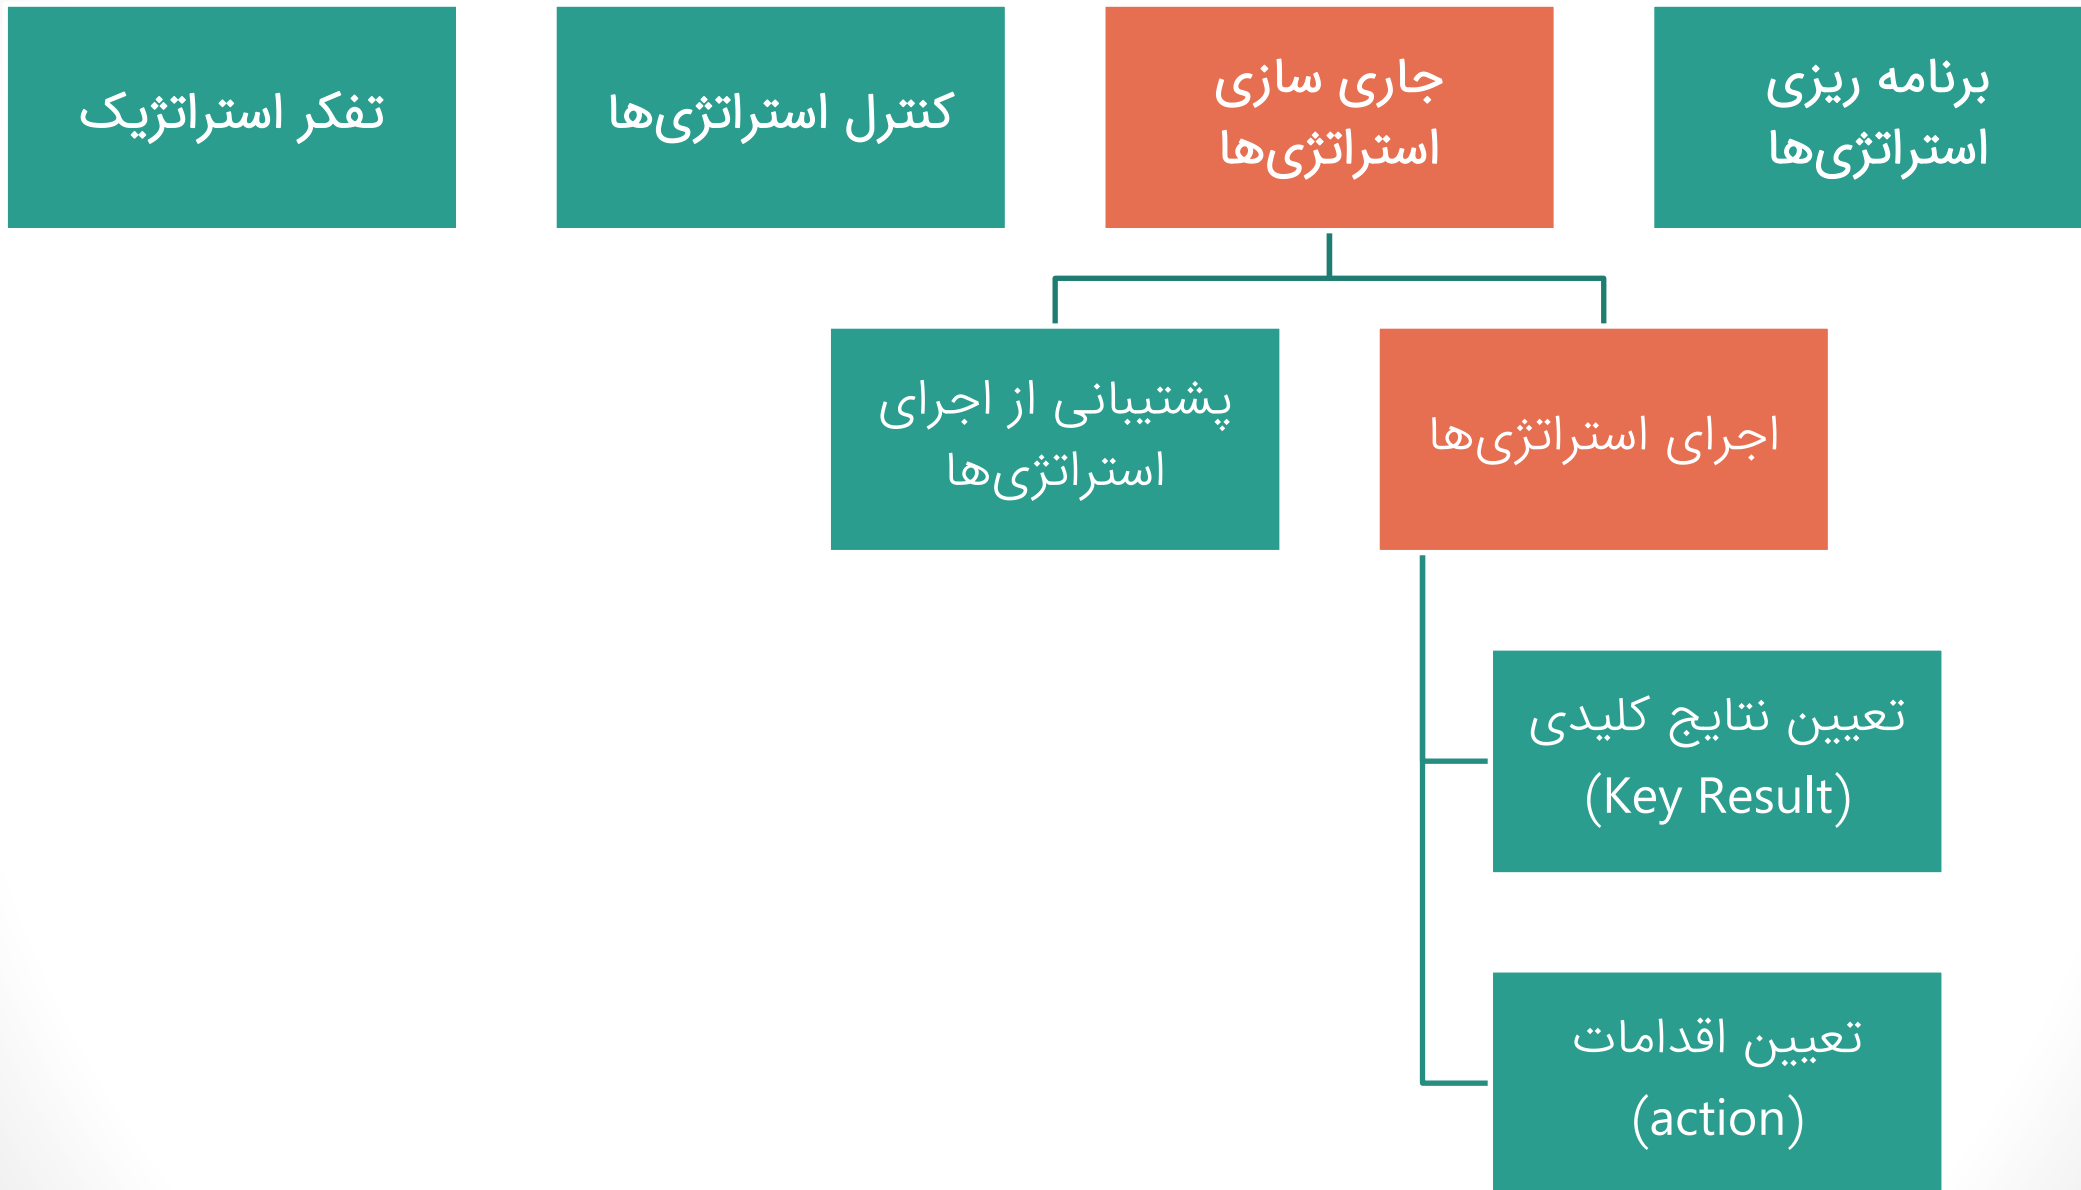 برنامه ریزی
استراتژی‌ها
جاری سازی
استراتژی‌ها
کنترل استراتژی‌ها
تفکر استراتژیک
اجرای استراتژی‌ها
پشتیبانی از اجرای
استراتژی‌ها
تعیین نتایج کلیدی
(Key Result)
تعیین اقدامات
(action)